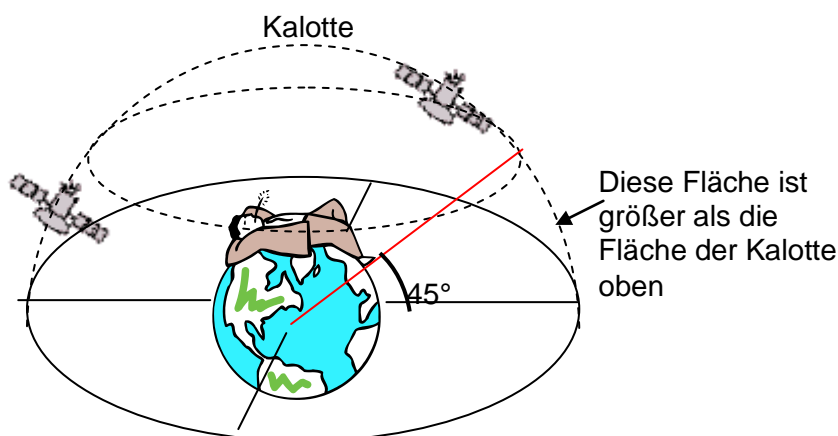 Kalotte
Diese Fläche ist
größer als die
Fläche der Kalotte
oben
45°